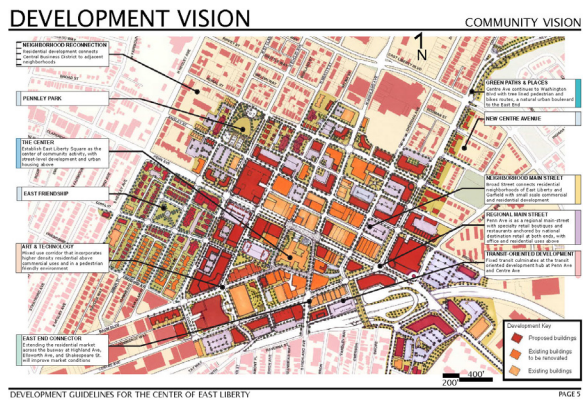 DEVELOPMENT VISION
COMMUNITY VISION
N
NEIGHBORHOOD RECONNECTION
Residential development connects
Central Business District to adjacent
neighborhoods
PENNLEY PARK
THE CENTER
Establish East Liberty Square as the
center of community activity, with
street-level development and urban
housing above
EAST FRIENDSHIP
ART & TECHNOLOGY
Mixed use corridor that incorporates
higher density residential above
commercial uses and in a pedestrian
friendly environment
EAST END CONNECTOR
Extending the residential market
across the busway at Highland Ave,
Ellsworth Ave, and Shakespeare St.
will improve market conditions
GREEN PATHS & PLACES
Centre Ave continues to Washington
Blvd with tree lined pedestrian and
bikes routes, a natural urban boulevard
to the East End
NEW CENTRE AVENUE
NEIGHBORHOOD MAIN STREET
Broad Street connects residential
neighborhoods of East Liberty and
Garfield with small scale commercial
and residential development
REGIONAL MAIN STREET
Penn Ave is as a regional main-street
with specialty retail boutiques and
restaurants anchored by national
destination retail at both ends, with
office and residential uses above
TRANSIT-ORIENTED DEVELOPMENT
Fixed transit culminates at the transit
oriented development hub at Penn Ave
and Centre Ave
Development Key
Proposed buildings
Existing buildings
to be renovated
Existing buildings
200'
400'
DEVELOPMENT GUIDELINES FOR THE CENTER OF EAST LIBERTY
PAGE 5